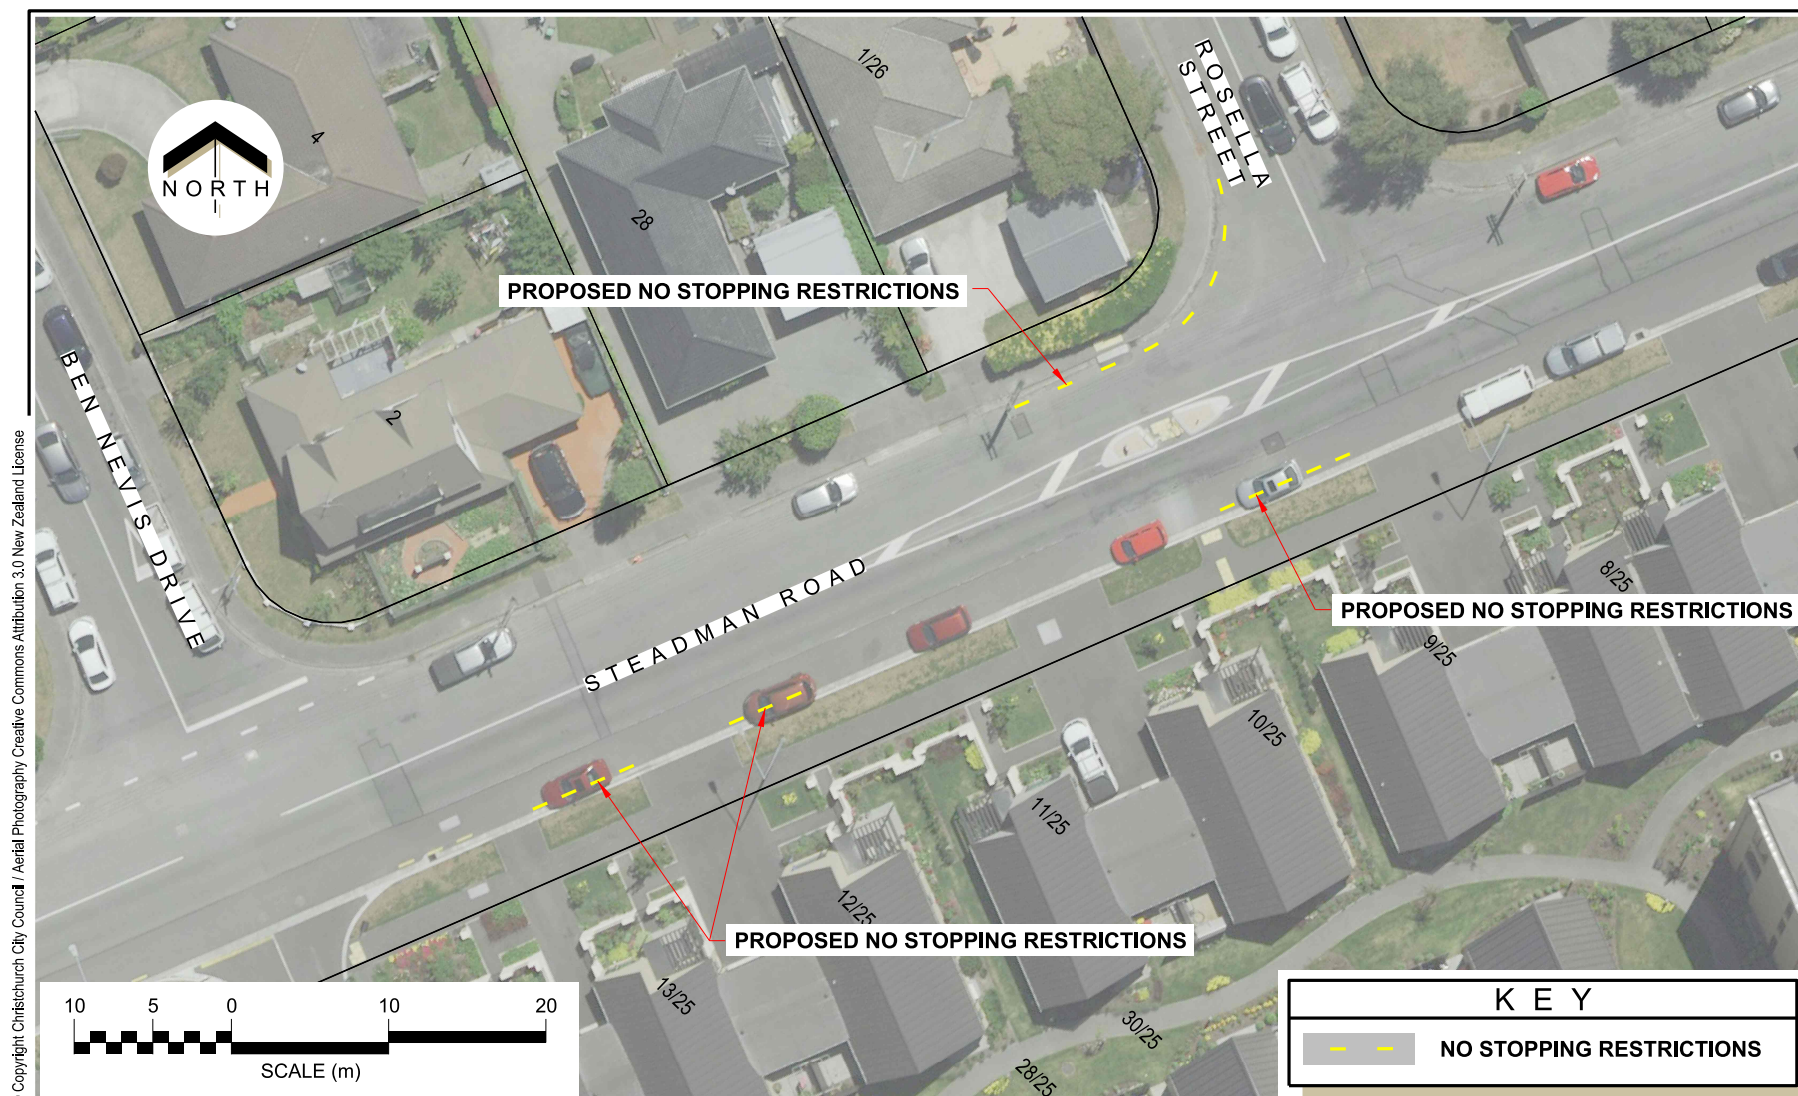 1/26
ROSELLA
STREET
4
NORTH
28
PROPOSED NO STOPPING RESTRICTIONS
BEN NEVIS DRIVE
2
STEADMAN ROAD
8/25
PROPOSED NO STOPPING RESTRICTIONS
9/25
10/25
11/25
12/25
PROPOSED NO STOPPING RESTRICTIONS
13/25
30/25
28/25
10 5 0 10 20
SCALE (m)
KEY
NO STOPPING RESTRICTIONS
Copyright Christchurch City Council / Aerial Photography Creative Commons Attribution 3.0 New Zealand License